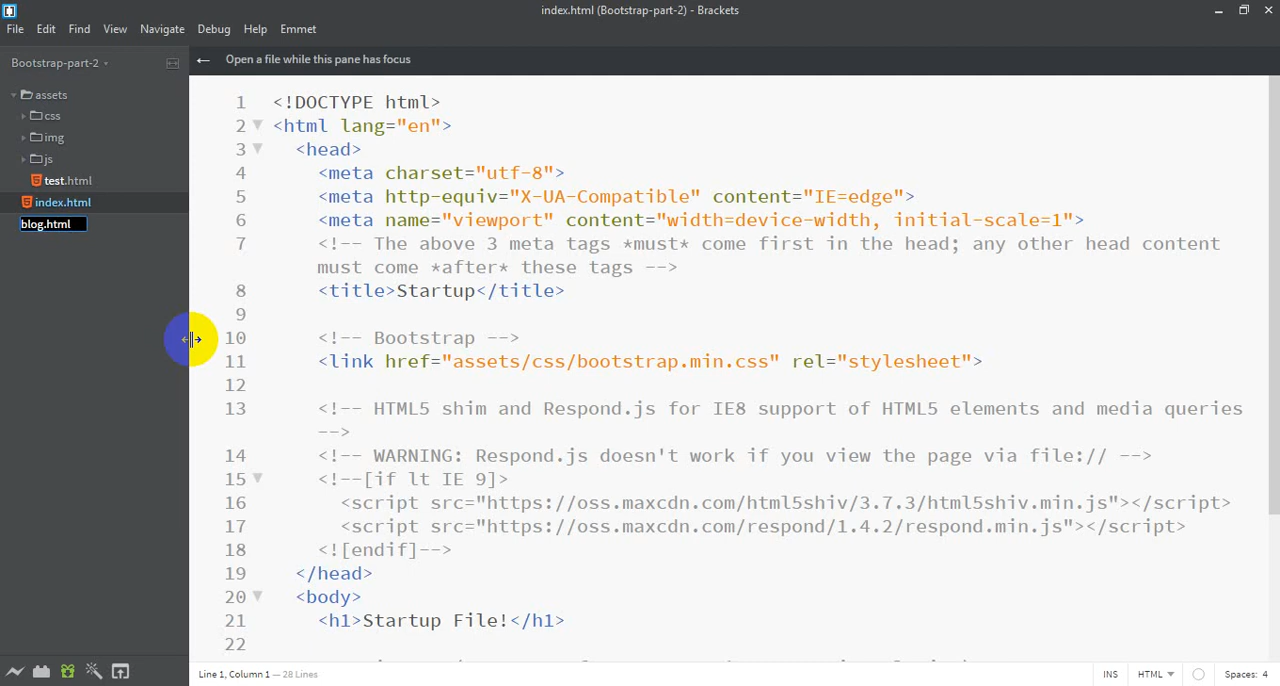 index.html (Bootstrap-part-2) - Brackets
File Edit Find View Navigate Debug Help Emmet
Bootstrap-part-2
Open a file while this pane has focus
assets
css
img
js
test.html
index.html
blog.html
1 <!DOCTYPE html>
2 <html lang="en">
3 <head>
4 <meta charset="utf-8">
5 <meta http-equiv="X-UA-Compatible" content="IE=edge">
6 <meta name="viewport" content="width=device-width, initial-scale=1">
7 <!-- The above 3 meta tags *must* come first in the head; any other head content
must come *after* these tags -->
8 <title>Startup</title>
9
10 <!-- Bootstrap -->
11 <link href="assets/css/bootstrap.min.css" rel="stylesheet">
12
13 <!-- HTML5 shim and Respond.js for IE8 support of HTML5 elements and media queries
-->
14 <!-- WARNING: Respond.js doesn't work if you view the page via file:// -->
15 <!--[if lt IE 9]>
16 <script src="https://oss.maxcdn.com/html5shiv/3.7.3/html5shiv.min.js"></script>
17 <script src="https://oss.maxcdn.com/respond/1.4.2/respond.min.js"></script>
18 <![endif]-->
19 </head>
20 <body>
21 <h1>Startup File!</h1>
22
Line 1, Column 1 — 28 Lines
INS HTML Spaces: 4